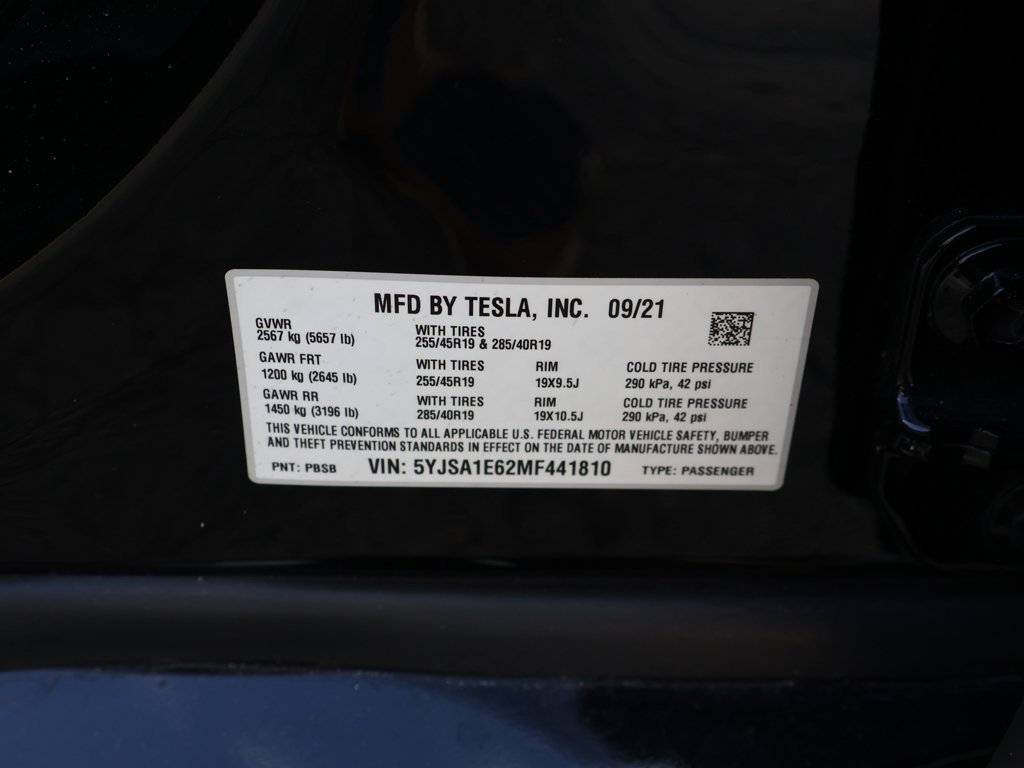 MFD BY TESLA, INC. 09/21
GVWR
2567 kg (5657 lb)
WITH TIRES
255/45R19 & 285/40R19
GAWR FRT
1200 kg (2645 lb)
WITH TIRES
255/45R19
RIM
19X9.5J
COLD TIRE PRESSURE
290 kPa, 42 psi
GAWR RR
1450 kg (3196 lb)
WITH TIRES
285/40R19
RIM
19X10.5J
COLD TIRE PRESSURE
290 kPa, 42 psi
THIS VEHICLE CONFORMS TO ALL APPLICABLE U.S. FEDERAL MOTOR VEHICLE SAFETY, BUMPER
AND THEFT PREVENTION STANDARDS IN EFFECT ON THE DATE OF MANUFACTURE SHOWN ABOVE.
PNT: PBSB VIN: 5YJSA1E62MF441810 TYPE: PASSENGER